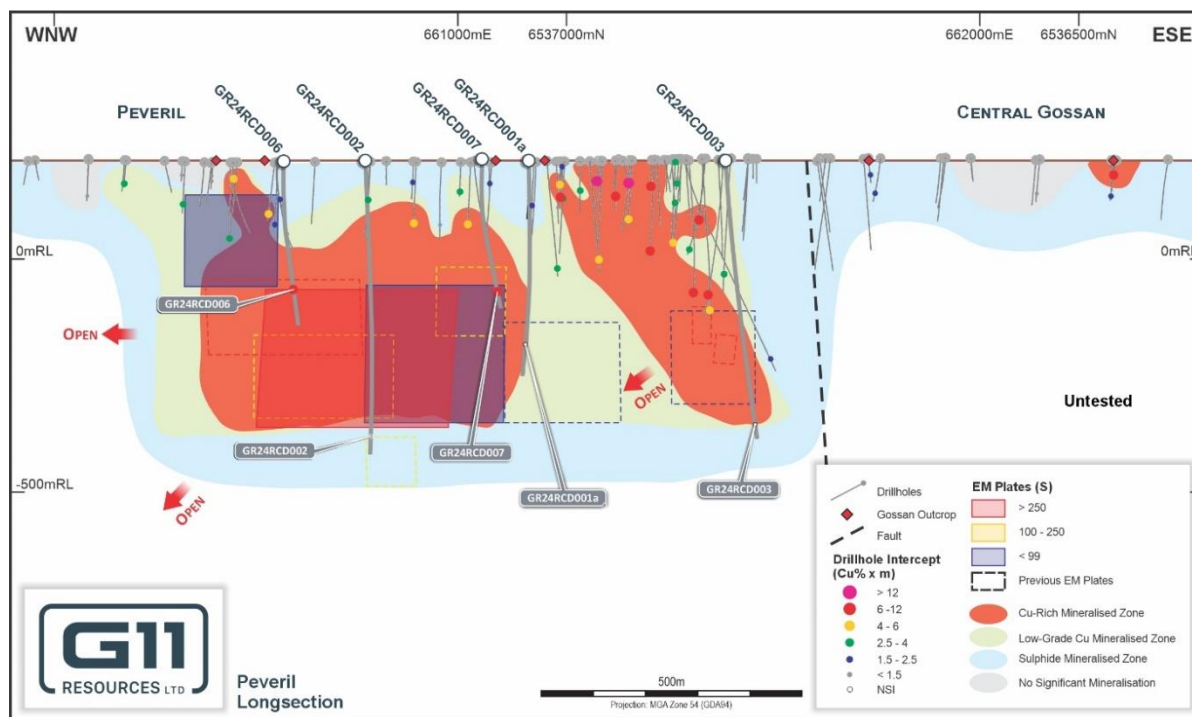 WNW
661000mE
6537000mN
662000mE
6536500mN
ESE
PEVERIL
GR24RCD006
GR24RCD002
GR24RCD007
GR24RCD001a
GR24RCD003
CENTRAL GOSSAN
0mRL
0mRL
GR24RCD006
OPEN
OPEN
Untested
GR24RCD002
GR24RCD007
GR24RCD001a
GR24RCD003
-500mRL
OPEN
Drillholes
Gossan Outcrop
Fault
Drillhole Intercept
(Cu% x m)
> 12
6 -12
4 - 6
2.5 - 4
1.5 - 2.5
< 1.5
NSI
EM Plates (S)
> 250
100 - 250
< 99
Previous EM Plates
Cu-Rich Mineralised Zone
Low-Grade Cu Mineralised Zone
Sulphide Mineralised Zone
No Significant Mineralisation
G11
RESOURCES LTD
Peveril
Longsection
500m
Projection: MGA Zone 54 (GDA94)